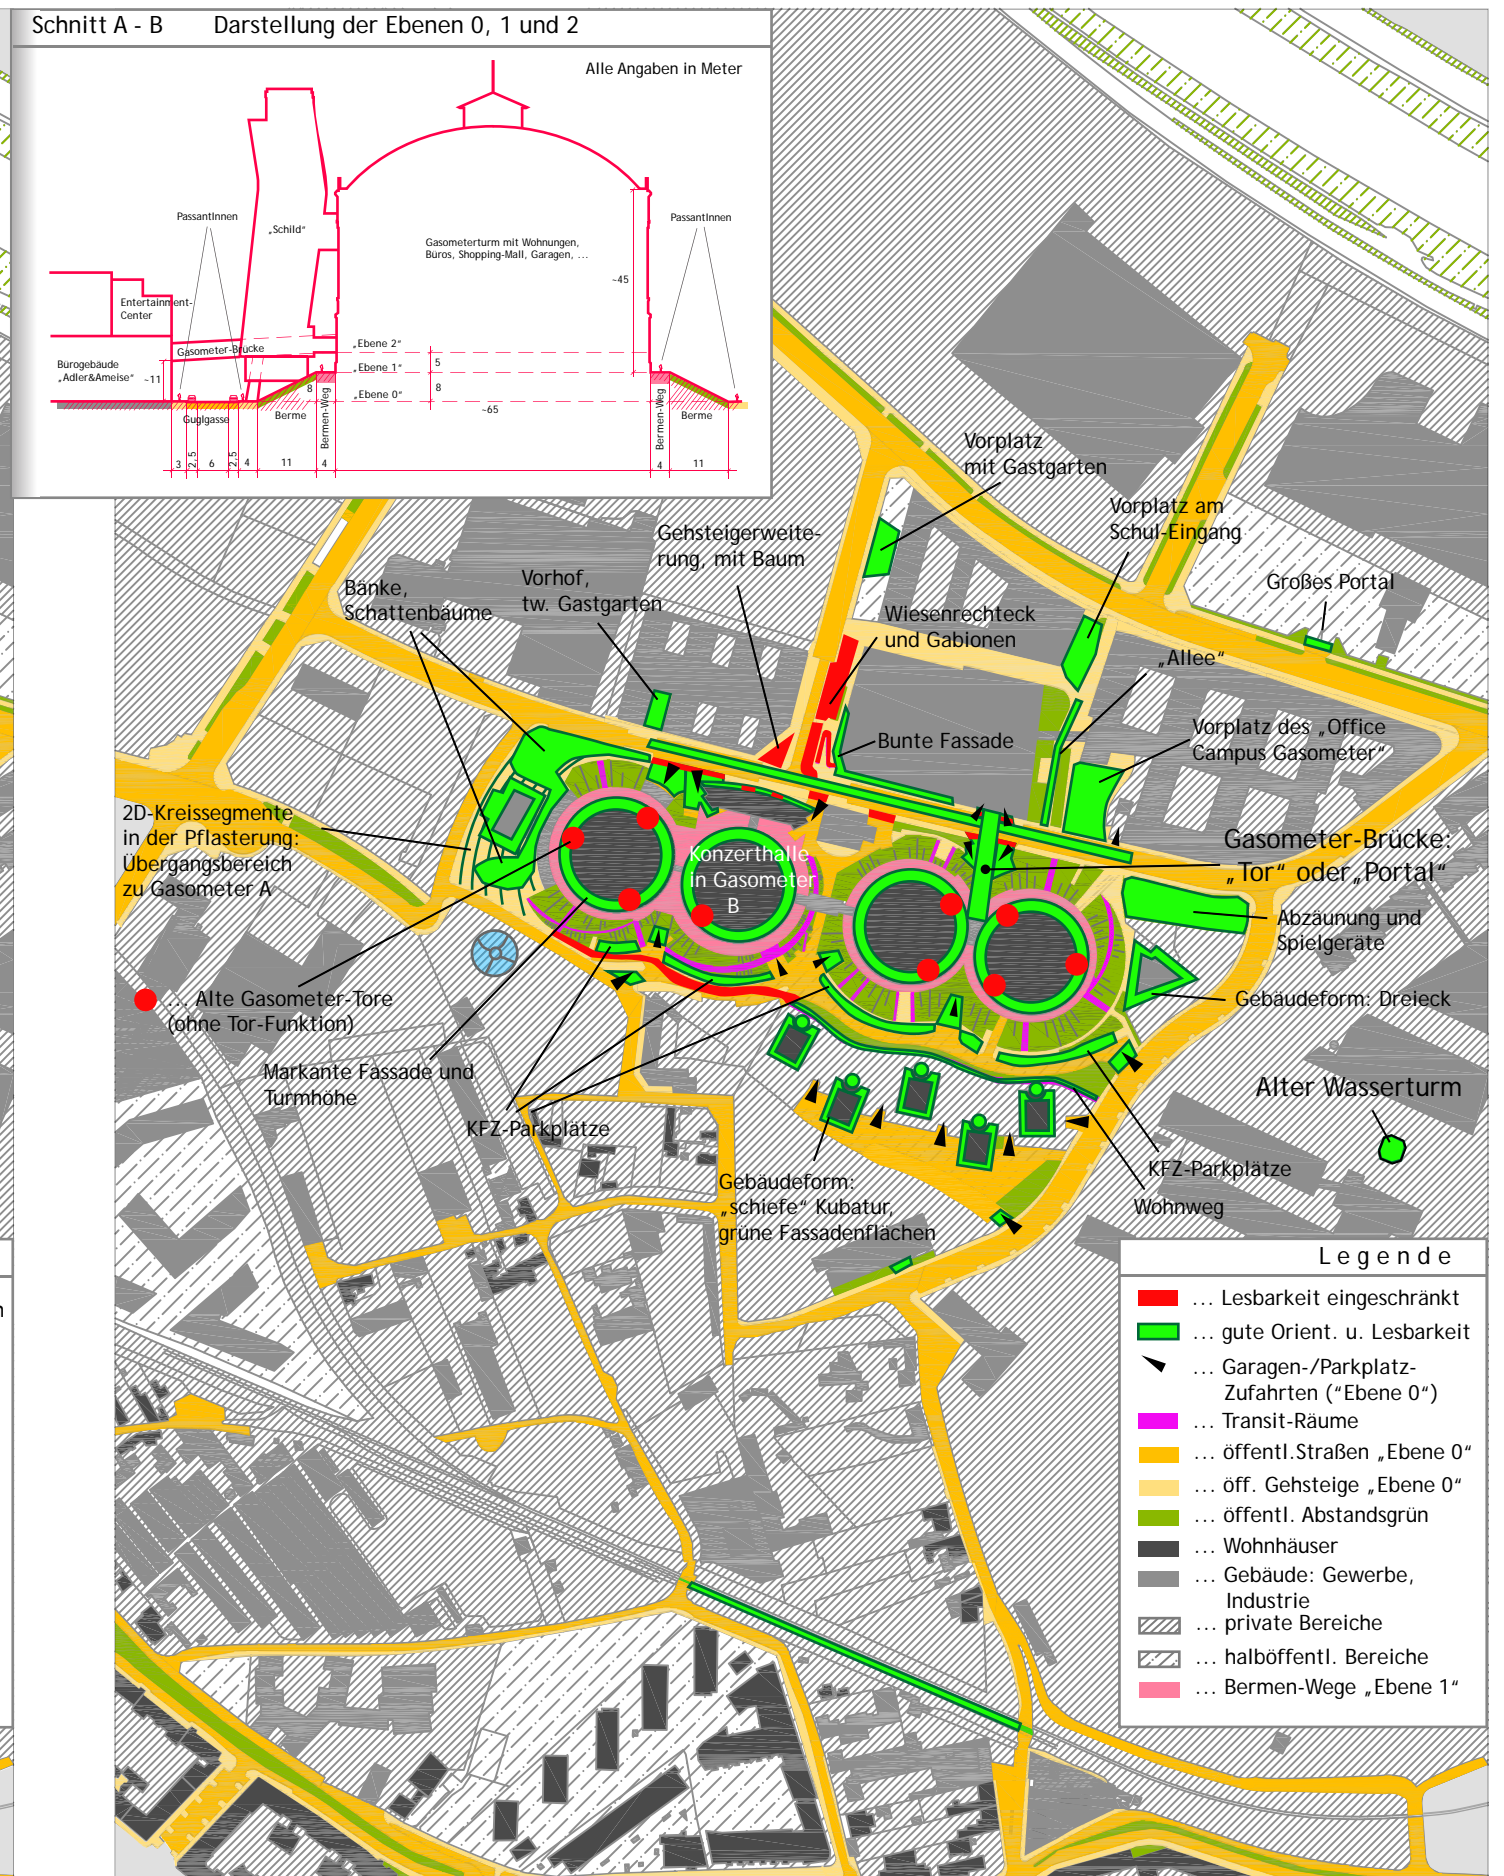 Schnitt A - B Darstellung der Ebenen 0, 1 und 2
Alle Angaben in Meter
PassantInnen
„Schild“
PassantInnen
Gasometerturm mit Wohnungen,
Büros, Shopping-Mall, Garagen, ...
~45
Entertainment-
Center
Gasometer-Brücke
„Ebene 2“
Bürogebäude
„Adler&Ameise“
~11
„Ebene 1“
5
8
„Ebene 0“
8
~65
Guglgasse
Berme
Bermen-Weg
Bermen-Weg
Berme
3
2,5
6
2,5
4
11
4
4
11
Vorplatz
mit Gastgarten
Vorplatz am
Schul-Eingang
Gehsteigerweite-
rung, mit Baum
Großes Portal
Bänke,
Schattenbäume
Vorhof,
tw. Gastgarten
Wiesenrechteck
und Gabionen
„Allee“
Bunte Fassade
Vorplatz des „Office
Campus Gasometer“
2D-Kreissegmente
in der Pflasterung:
Übergangsbereich
zu Gasometer A
Konzerthalle
in Gasometer
B
Gasometer-Brücke:
„Tor“ oder „Portal“
Abzäunung und
Spielgeräte
... Alte Gasometer-Tore
(ohne Tor-Funktion)
Gebäudeform: Dreieck
Markante Fassade und
Turmhöhe
Alter Wasserturm
KFZ-Parkplätze
KFZ-Parkplätze
Wohnweg
Gebäudeform:
„schiefe“ Kubatur,
grüne Fassadenflächen
Legende
... Lesbarkeit eingeschränkt
... gute Orient. u. Lesbarkeit
... Garagen-/Parkplatz-
Zufahrten (“Ebene 0“)
... Transit-Räume
... öffentl.Straßen „Ebene 0“
... öff. Gehsteige „Ebene 0“
... öffentl. Abstandsgrün
... Wohnhäuser
... Gebäude: Gewerbe,
Industrie
... private Bereiche
... halböffentl. Bereiche
... Bermen-Wege „Ebene 1“